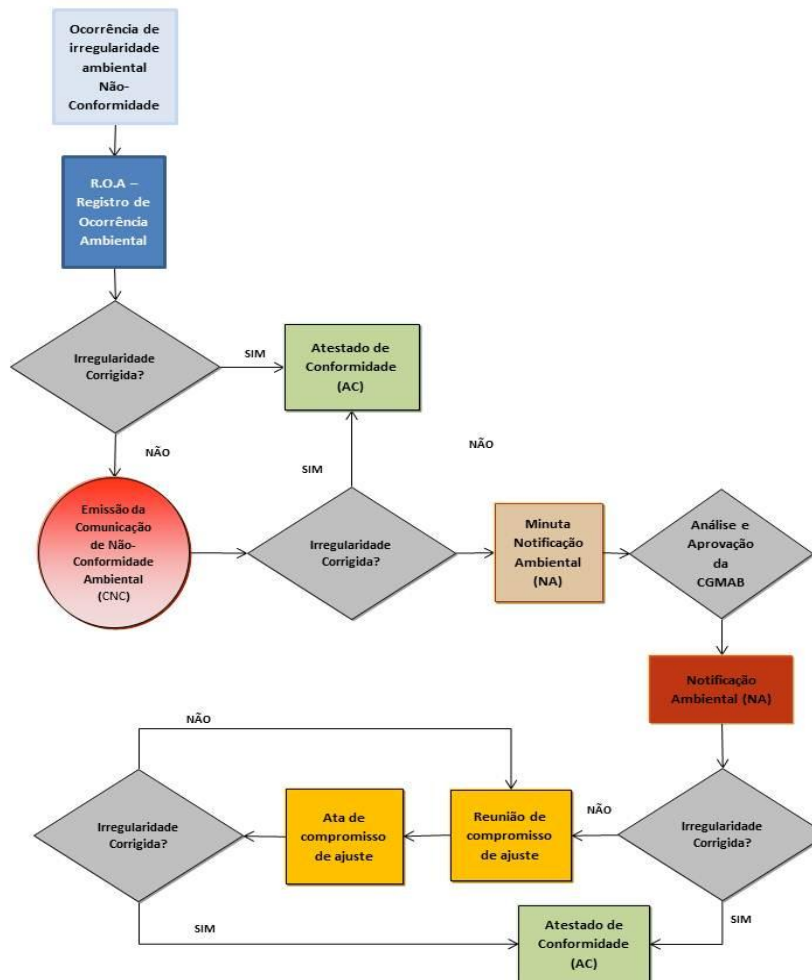 Ocorrência de
irregularidade
ambiental
Não-
Conformidade
R.O.A –
Registro de
Ocorrência
Ambiental
Irregularidade
Corrigida?
SIM
Atestado de
Conformidade
(AC)
NÃO
SIM
NÃO
Emissão da
Comunicação
de Não-
Conformidade
Ambiental
(CNC)
Irregularidade
Corrigida?
Minuta
Notificação
Ambiental
(NA)
Análise e
Aprovação
da
CGMAB
Notificação
Ambiental (NA)
NÃO
Irregularidade
Corrigida?
Ata de
compromisso
de ajuste
Reunião de
compromisso
de ajuste
NÃO
Irregularidade
Corrigida?
SIM
Atestado de
Conformidade
(AC)
SIM